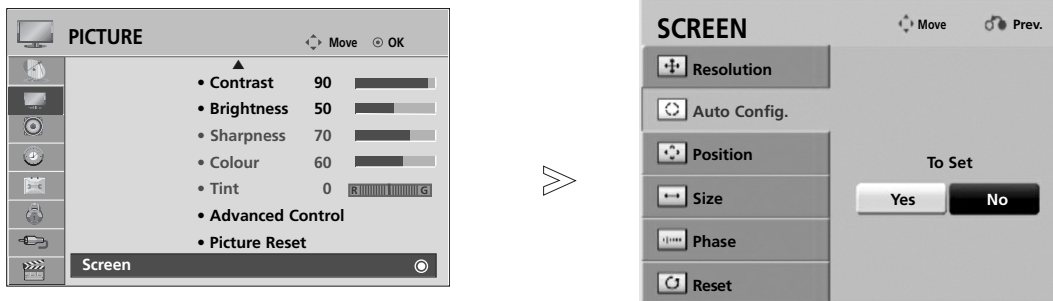 PICTURE
Move OK
• Contrast 90
• Brightness 50
• Sharpness 70
• Colour 60
• Tint 0 R G
• Advanced Control
• Picture Reset
Screen
SCREEN
Move Prev.
Resolution
Auto Config.
Position
Size
Phase
Reset
To Set
Yes No